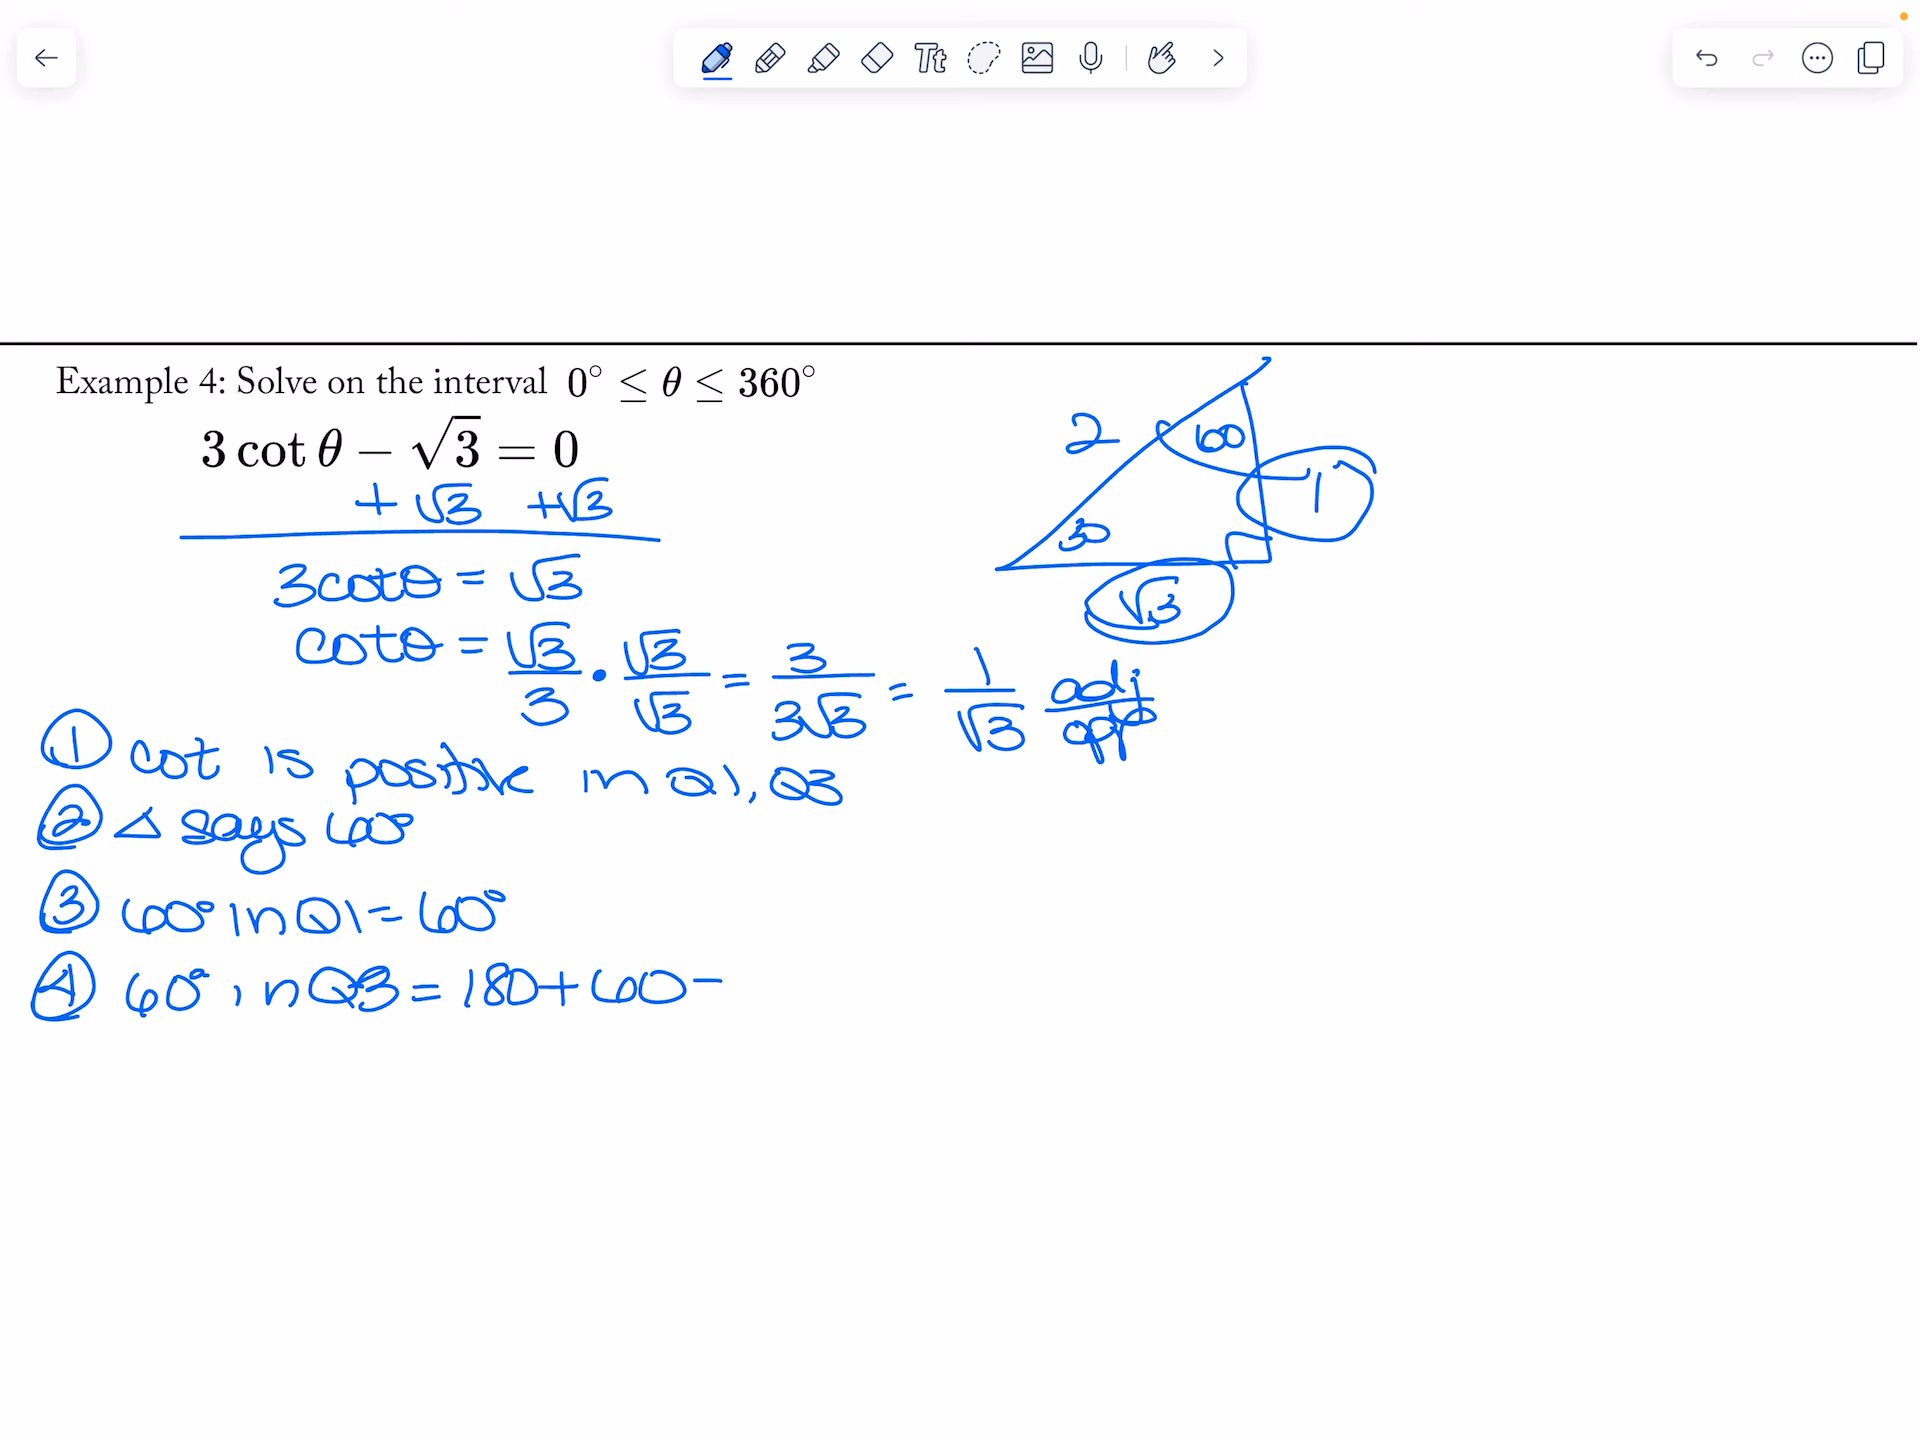 Tt
Example 4: Solve on the interval 0° ≤ θ ≤ 360°
3 cot θ − √3 = 0
+ √3 +√3
3cotθ = √3
cotθ = √3/3 · √3/√3 = 3/3√3 = 1/√3 adj/opp
2
60
1
30
√3
① cot is positive in Q1, Q3
② △ says 60°
③ 60° in Q1 = 60°
④ 60° in Q3 = 180+60-